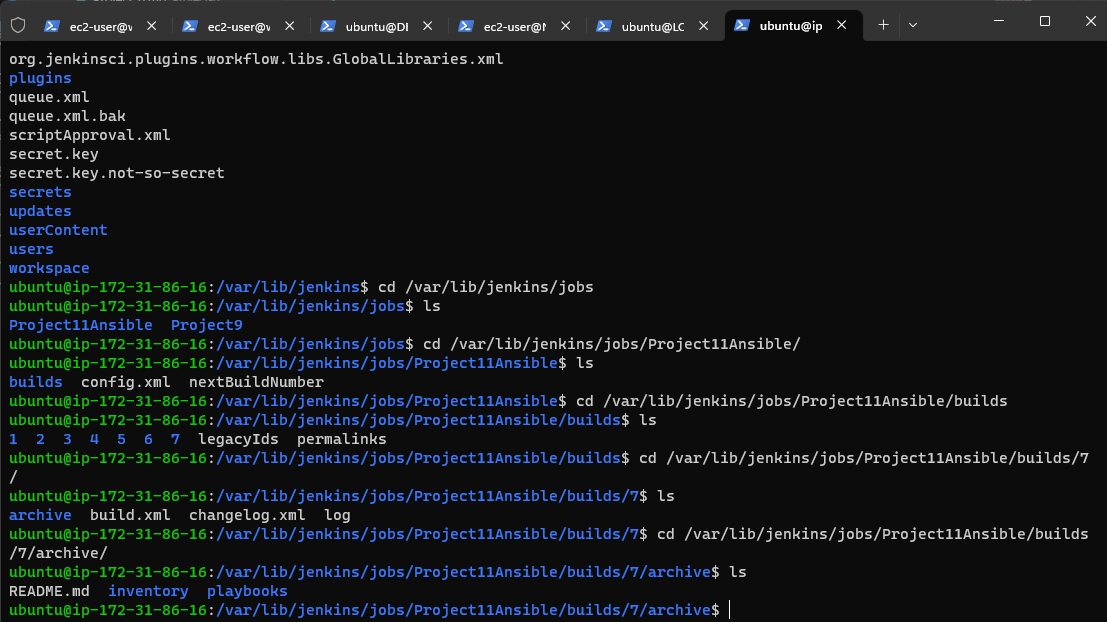 ec2-user@v ec2-user@v ubuntu@DE ec2-user@N ubuntu@LC ubuntu@ip
org.jenkinsci.plugins.workflow.libs.GlobalLibraries.xml
plugins
queue.xml
queue.xml.bak
scriptApproval.xml
secret.key
secret.key.not-so-secret
secrets
updates
userContent
users
workspace
ubuntu@ip-172-31-86-16:/var/lib/jenkins$ cd /var/lib/jenkins/jobs
ubuntu@ip-172-31-86-16:/var/lib/jenkins/jobs$ ls
Project11Ansible  Project9
ubuntu@ip-172-31-86-16:/var/lib/jenkins/jobs$ cd /var/lib/jenkins/jobs/Project11Ansible/
ubuntu@ip-172-31-86-16:/var/lib/jenkins/jobs/Project11Ansible$ ls
builds  config.xml  nextBuildNumber
ubuntu@ip-172-31-86-16:/var/lib/jenkins/jobs/Project11Ansible$ cd /var/lib/jenkins/jobs/Project11Ansible/builds
ubuntu@ip-172-31-86-16:/var/lib/jenkins/jobs/Project11Ansible/builds$ ls
1  2  3  4  5  6  7  legacyIds  permalinks
ubuntu@ip-172-31-86-16:/var/lib/jenkins/jobs/Project11Ansible/builds$ cd /var/lib/jenkins/jobs/Project11Ansible/builds/7
/
ubuntu@ip-172-31-86-16:/var/lib/jenkins/jobs/Project11Ansible/builds/7$ ls
archive  build.xml  changelog.xml  log
ubuntu@ip-172-31-86-16:/var/lib/jenkins/jobs/Project11Ansible/builds/7$ cd /var/lib/jenkins/jobs/Project11Ansible/builds
/7/archive/
ubuntu@ip-172-31-86-16:/var/lib/jenkins/jobs/Project11Ansible/builds/7/archive$ ls
README.md  inventory  playbooks
ubuntu@ip-172-31-86-16:/var/lib/jenkins/jobs/Project11Ansible/builds/7/archive$